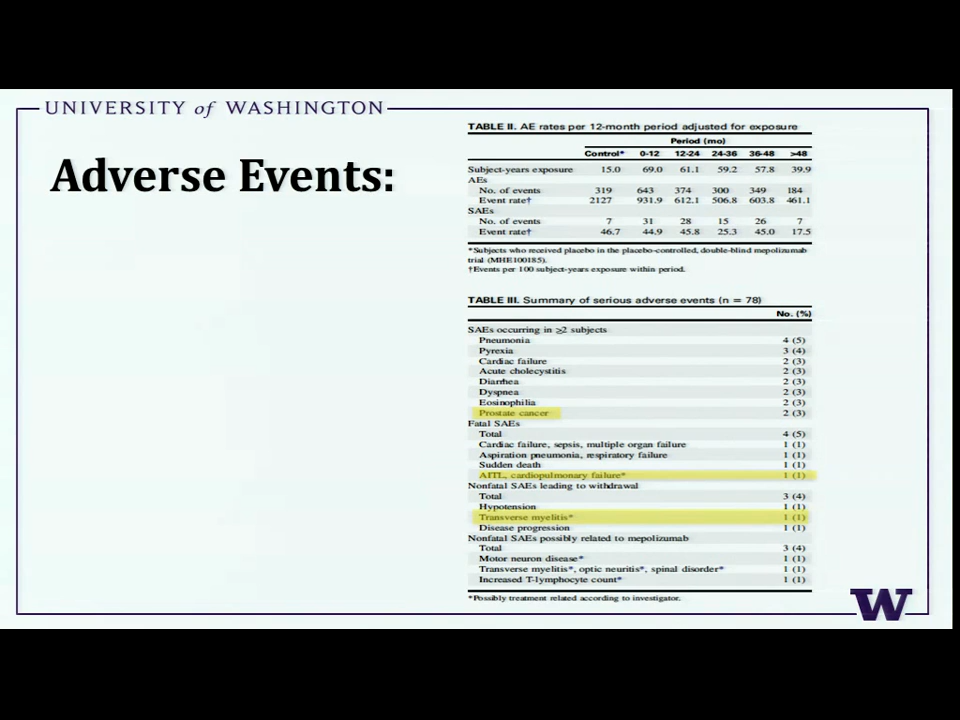 UNIVERSITY of WASHINGTON
Adverse Events:
TABLE II. AE rates per 12-month period adjusted for exposure
Period (mo)
Control* 0-12 12-24 24-36 36-48 >48
Subject-years exposure 15.0 69.0 61.1 59.2 57.8 39.9
AEs
No. of events 319 643 374 300 349 184
Event rate† 2127 931.9 612.1 506.8 603.8 461.1
SAEs
No. of events 7 31 28 15 26 7
Event rate† 46.7 44.9 45.8 25.3 45.0 17.5
*Subjects who received placebo in the placebo-controlled, double-blind mepolizumab
trial (MHE100185).
†Events per 100 subject-years exposure within period.
TABLE III. Summary of serious adverse events (n = 78)
No. (%)
SAEs occurring in ≥2 subjects
Pneumonia 4 (5)
Pyrexia 3 (4)
Cardiac failure 2 (3)
Acute cholecystitis 2 (3)
Diarrhea 2 (3)
Dyspnea 2 (3)
Eosinophilia 2 (3)
Prostate cancer 2 (3)
Fatal SAEs
Total 4 (5)
Cardiac failure, sepsis, multiple organ failure 1 (1)
Aspiration pneumonia, respiratory failure 1 (1)
Sudden death 1 (1)
AITL, cardiopulmonary failure* 1 (1)
Nonfatal SAEs leading to withdrawal
Total 3 (4)
Hypotension 1 (1)
Transverse myelitis* 1 (1)
Disease progression 1 (1)
Nonfatal SAEs possibly related to mepolizumab
Total 3 (4)
Motor neuron disease* 1 (1)
Transverse myelitis*, optic neuritis*, spinal disorder* 1 (1)
Increased T-lymphocyte count* 1 (1)
*Possibly treatment related according to investigator.
W